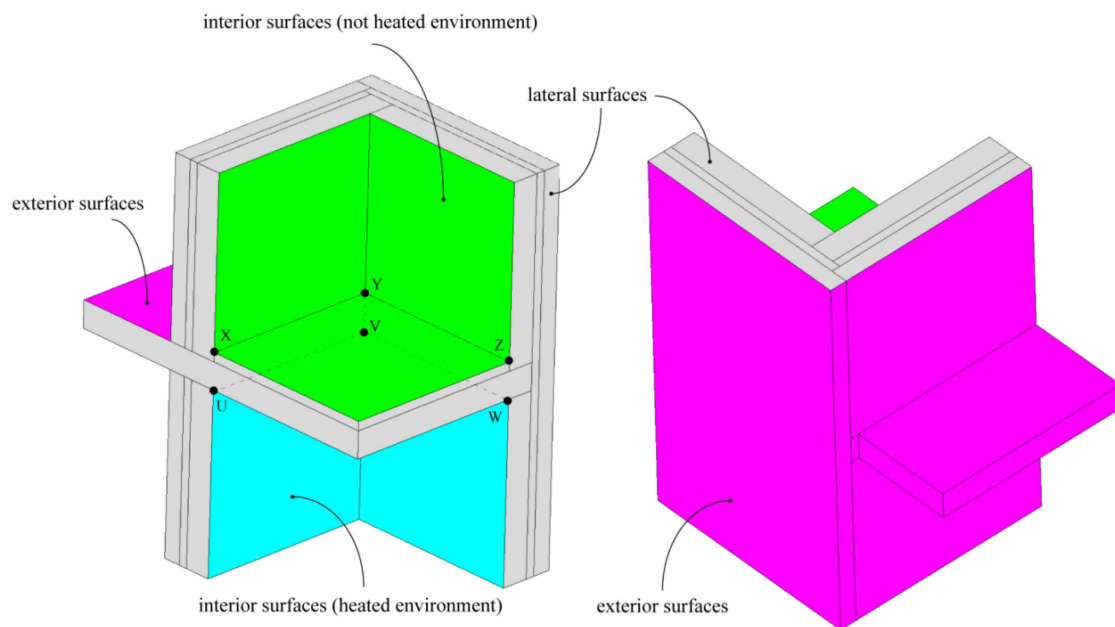 interior surfaces (not heated environment)
lateral surfaces
exterior surfaces
Y
X
V
Z
U
W
interior surfaces (heated environment)
exterior surfaces